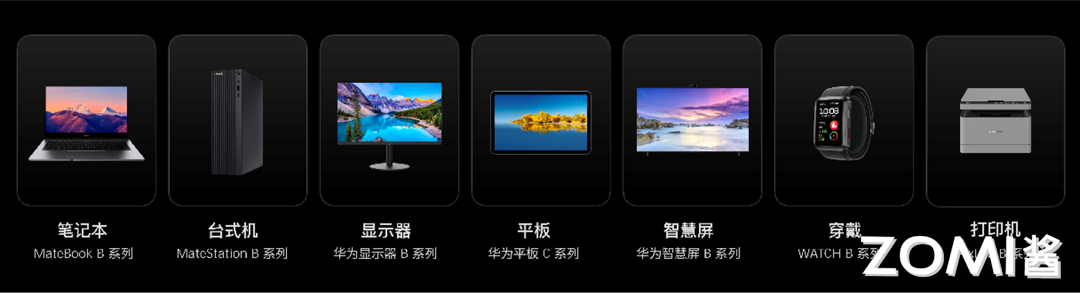 笔记本
MateBook B 系列
台式机
MateStation B 系列
显示器
华为显示器 B 系列
平板
华为平板 C 系列
智慧屏
华为智慧屏 B 系列
穿戴
WATCH B 系列
打印机
B 系列
ZOMI酱
10:08